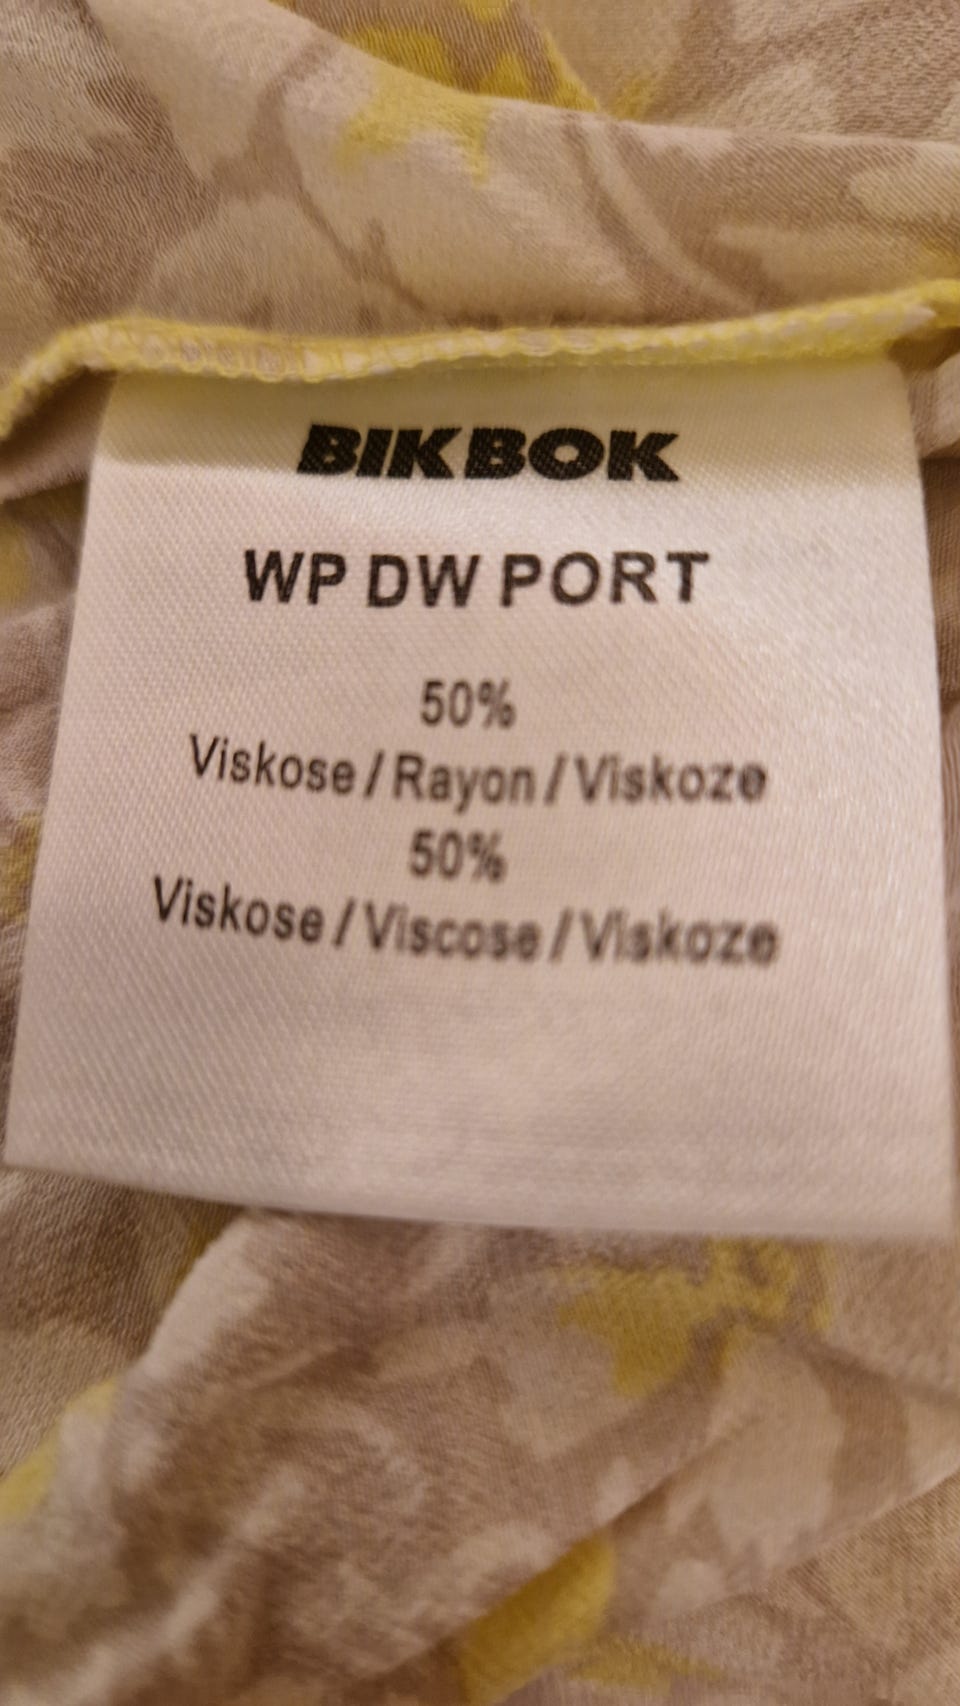 BIKBOK
WP DW PORT
50%
Viskose / Rayon / Viskoze
50%
Viskose / Viscose / Viskoze